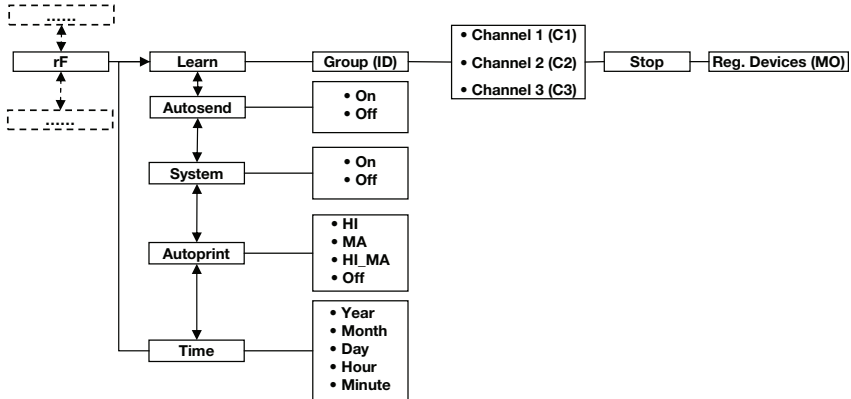 ......
rF
......
Learn
Group (ID)
• Channel 1 (C1)
• Channel 2 (C2)
• Channel 3 (C3)
Stop
Reg. Devices (MO)
Autosend
• On
• Off
System
• On
• Off
Autoprint
• HI
• MA
• HI_MA
• Off
Time
• Year
• Month
• Day
• Hour
• Minute